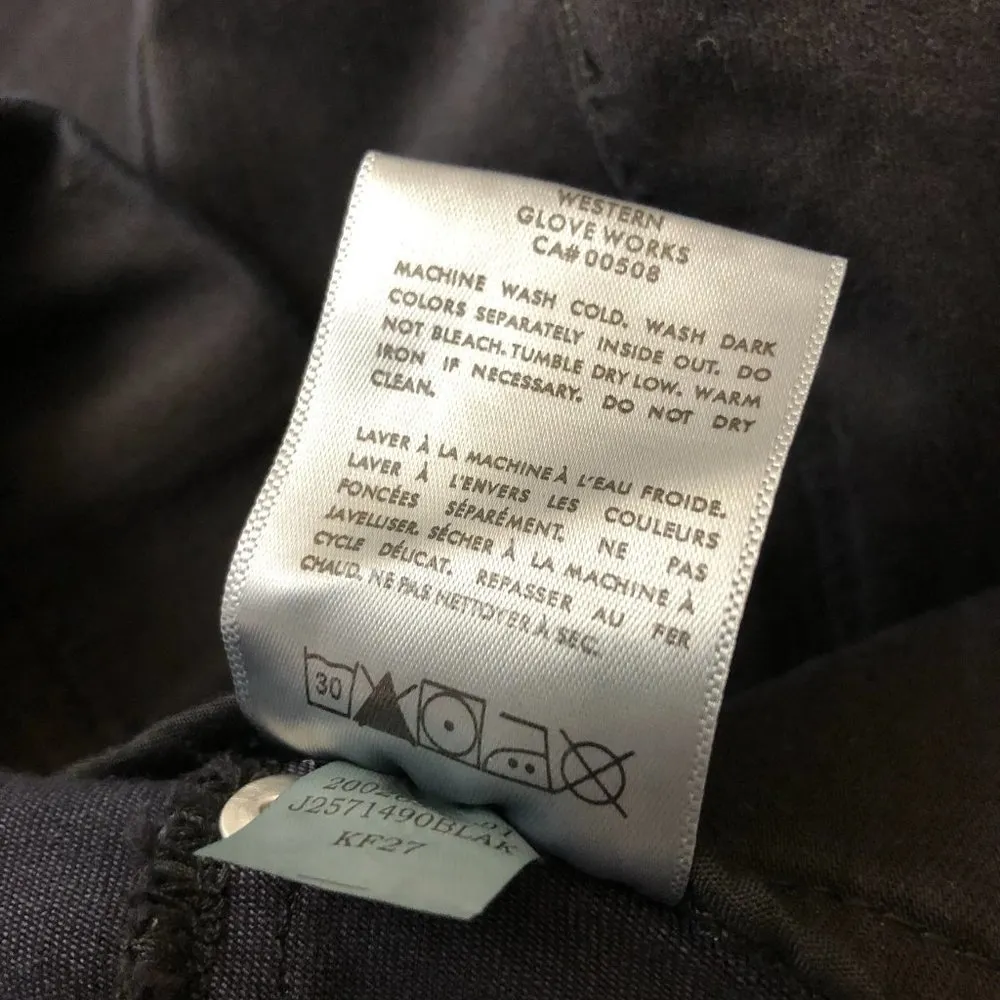 WESTERN
GLOVE WORKS
CA# 00508
MACHINE WASH COLD. WASH DARK
COLORS SEPARATELY INSIDE OUT. DO
NOT BLEACH. TUMBLE DRY LOW. WARM
IRON IF NECESSARY. DO NOT DRY
CLEAN.
LAVER À LA MACHINE À L'EAU FROIDE.
LAVER À L'ENVERS LES COULEURS
FONCÉES SÉPARÉMENT. NE PAS
JAVELLISER. SÉCHER À LA MACHINE À
CYCLE DÉLICAT. REPASSER AU FER
CHAUD. NE PAS NETTOYER À SEC.
30
J2571490BLAK
KF27